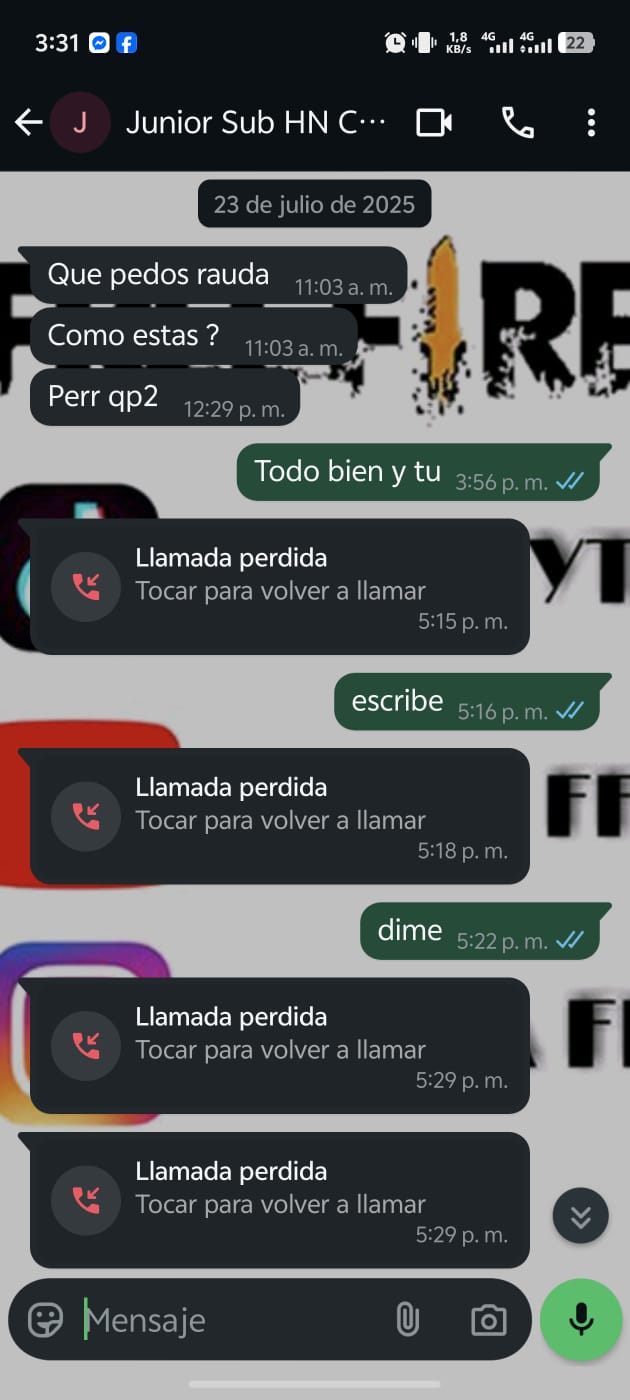 3:31
1,8
KB/s
4G
4G
22
J
Junior Sub HN C...
23 de julio de 2025
Que pedos rauda
11:03 a. m.
Como estas ?
11:03 a. m.
Perr qp2
12:29 p. m.
Todo bien y tu
3:56 p. m.
Llamada perdida
Tocar para volver a llamar
5:15 p. m.
YT
escribe
5:16 p. m.
Llamada perdida
Tocar para volver a llamar
5:18 p. m.
FF
dime
5:22 p. m.
Llamada perdida
Tocar para volver a llamar
5:29 p. m.
Llamada perdida
Tocar para volver a llamar
5:29 p. m.
Mensaje